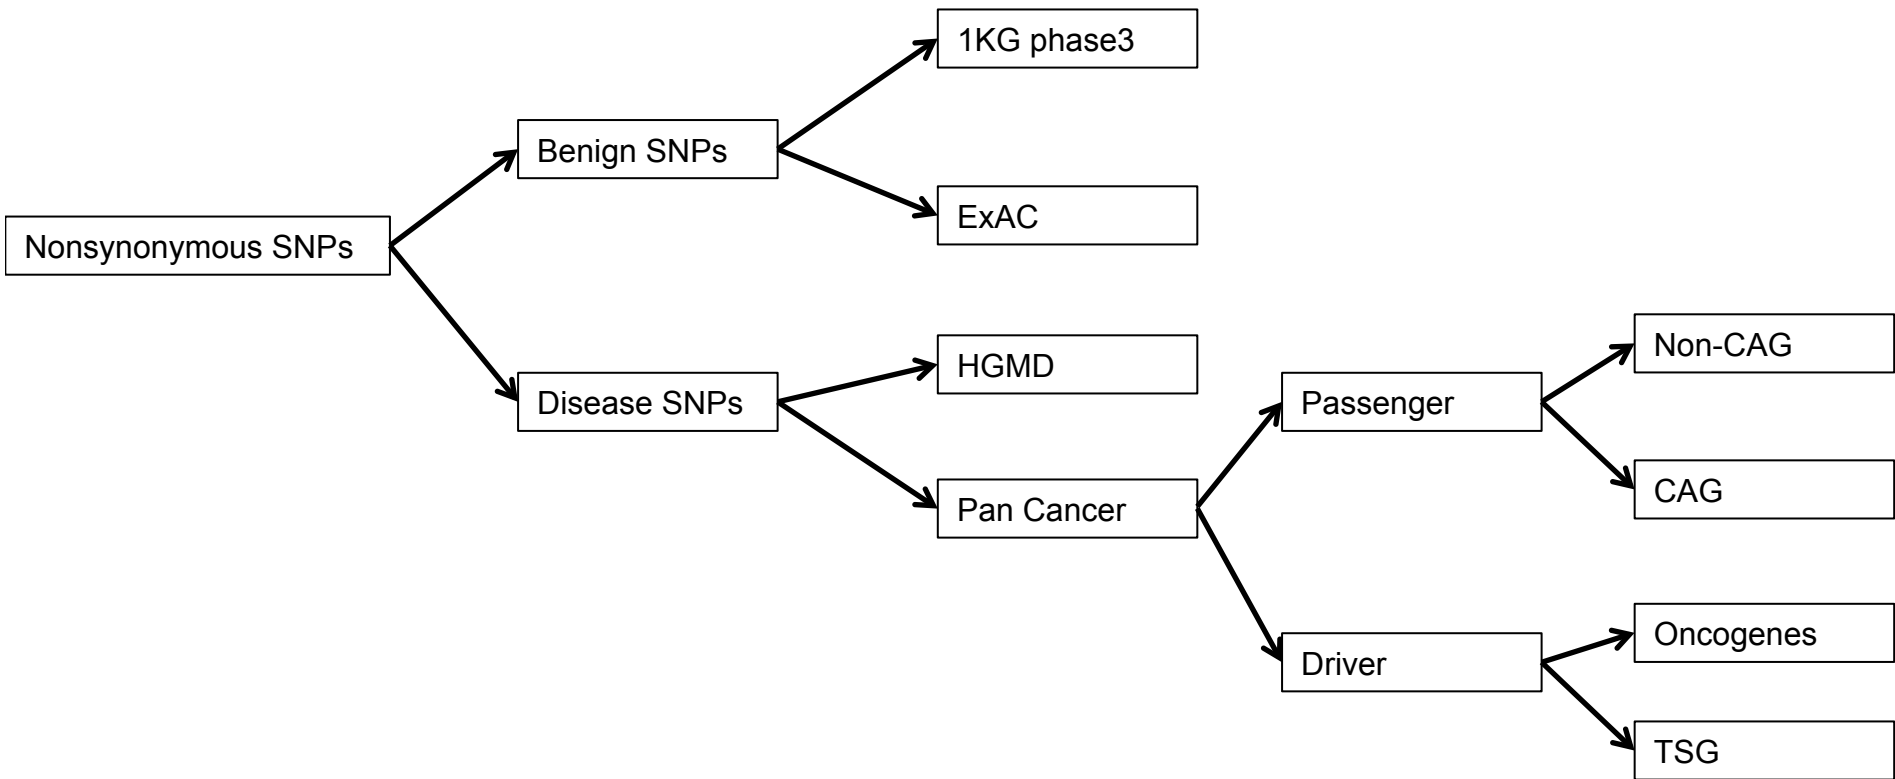 1KG phase3
Benign SNPs
ExAC
Nonsynonymous SNPs
HGMD
Non-CAG
Disease SNPs
Passenger
CAG
Pan Cancer
Oncogenes
Driver
TSG